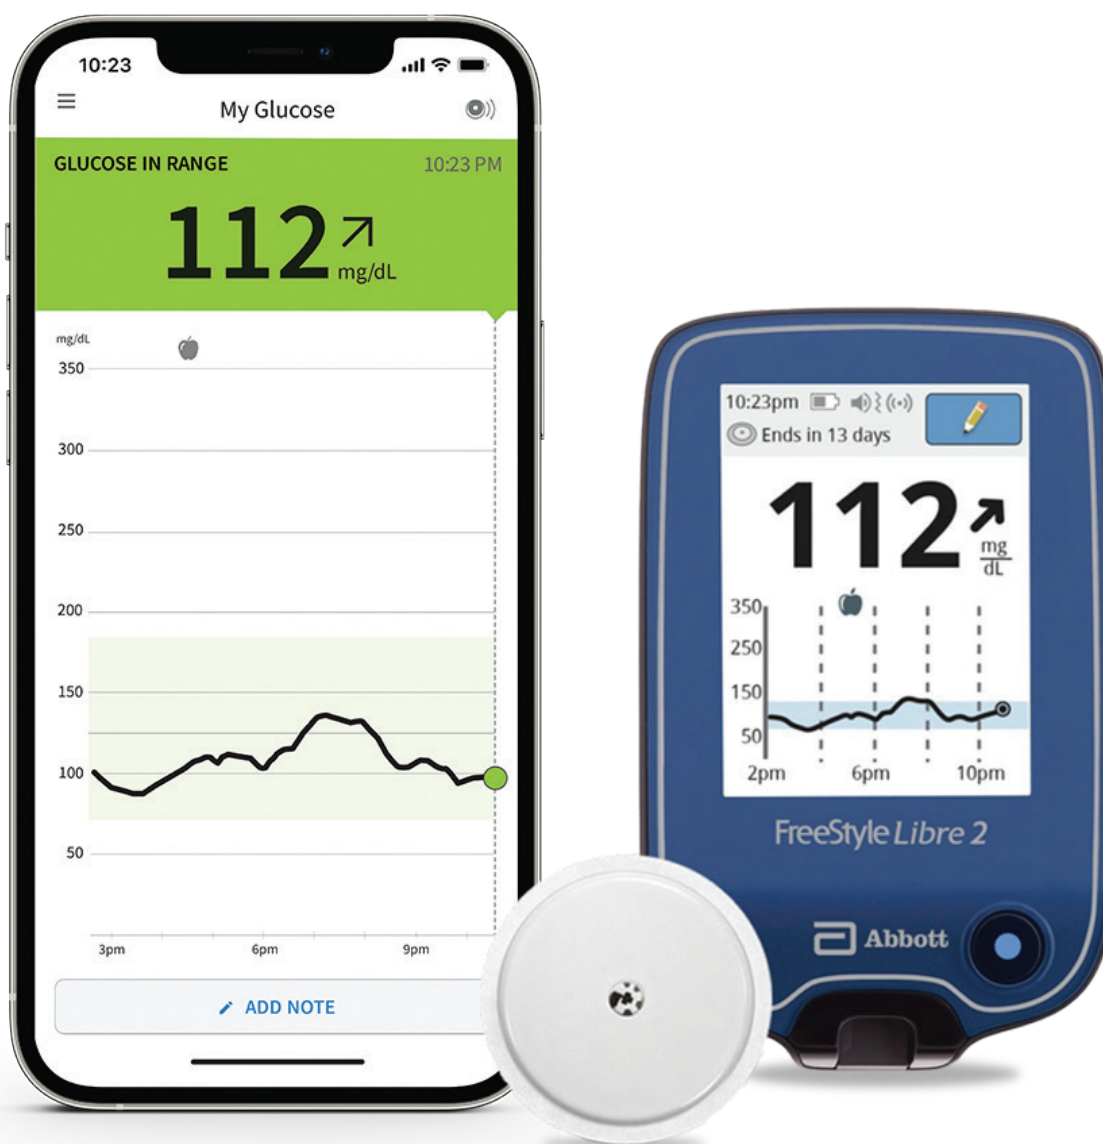 10:23
My Glucose
GLUCOSE IN RANGE 10:23 PM
112
mg/dL
mg/dL
350
300
250
200
150
100
50
3pm 6pm 9pm
ADD NOTE
10:23pm
Ends in 13 days
112
mg
dL
350
250
150
50
2pm 6pm 10pm
FreeStyle Libre 2
Abbott